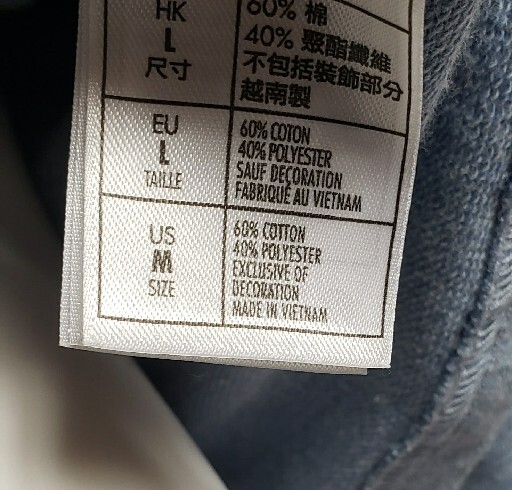 HK
L
尺寸
60% 棉
40% 聚酯纖維
不包括裝飾部分
越南製
EU
L
TAILLE
60% COTON
40% POLYESTER
SAUF DECORATION
FABRIQUÉ AU VIETNAM
US
M
SIZE
60% COTTON
40% POLYESTER
EXCLUSIVE OF
DECORATION
MADE IN VIETNAM